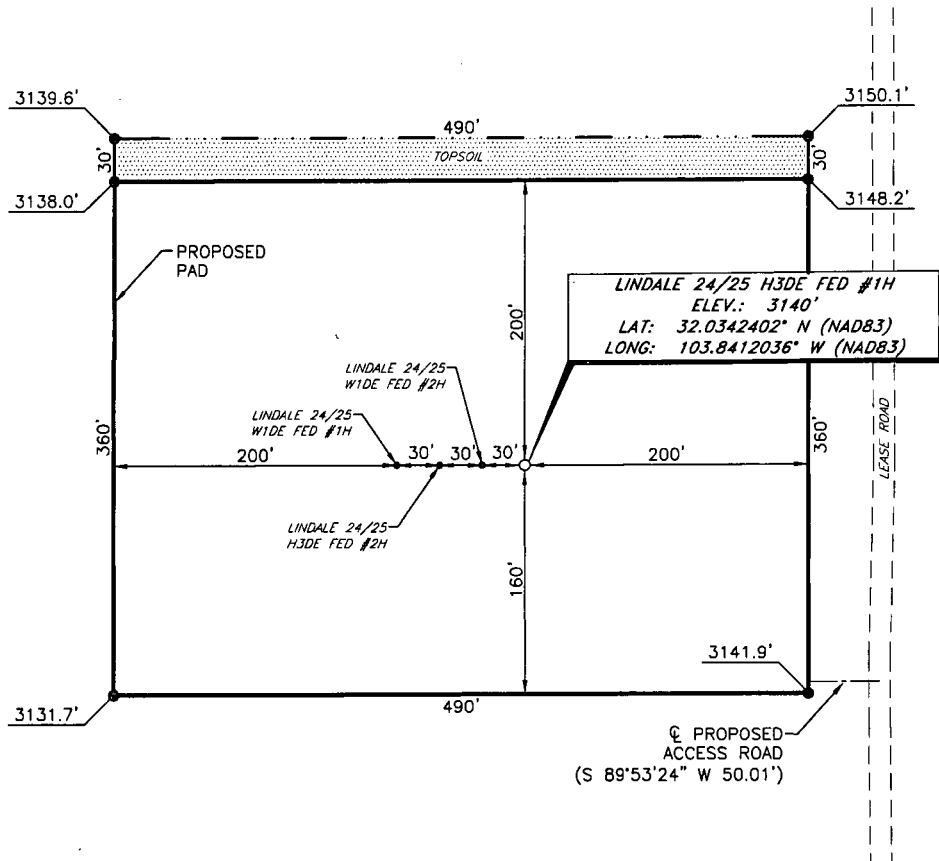 3139.6'
3150.1'
490'
30'
TOPSOIL
30'
3138.0'
3148.2'
PROPOSED
PAD
LINDALE 24/25 H3DE FED #1H
ELEV.: 3140'
LAT: 32.0342402° N (NAD83)
LONG: 103.8412036° W (NAD83)
200'
LINDALE 24/25
W1DE FED #2H
LINDALE 24/25
W1DE FED #1H
360'
200'
30'
30'
30'
200'
360'
LEASE ROAD
LINDALE 24/25
H3DE FED #2H
160'
3141.9'
3131.7'
490'
℄ PROPOSED
ACCESS ROAD
(S 89°53'24" W 50.01')